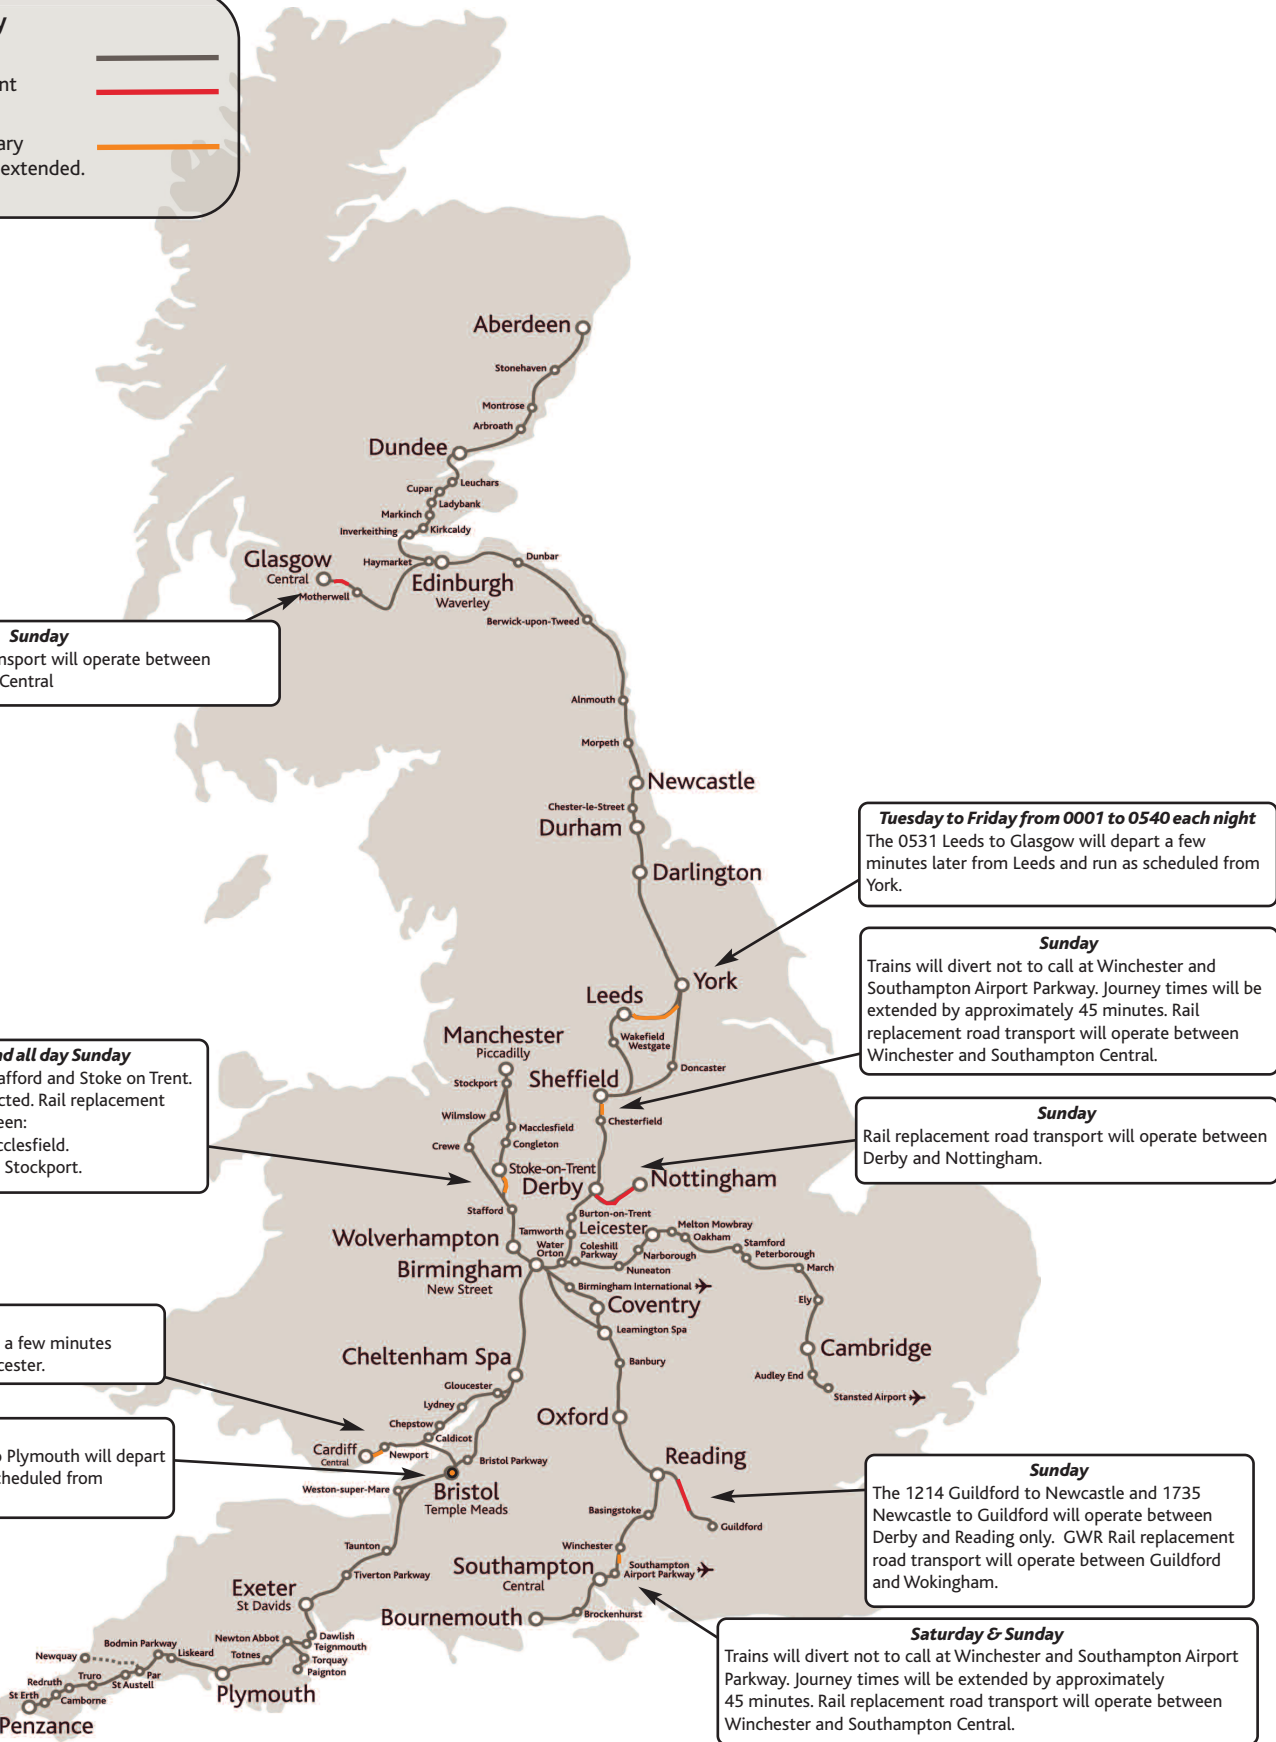 ary
extended.
Aberdeen
Stonehaven
Montrose
Arbroath
Dundee
Leuchars
Cupar
Ladybank
Markinch
Kirkcaldy
Inverkeithing
Glasgow
Central
Haymarket
Edinburgh
Waverley
Dunbar
Motherwell
Berwick-upon-Tweed
Sunday
nsport will operate between
Central
Alnmouth
Morpeth
Newcastle
Chester-le-Street
Durham
Darlington
Tuesday to Friday from 0001 to 0540 each night
The 0531 Leeds to Glasgow will depart a few
minutes later from Leeds and run as scheduled from
York.
York
Leeds
Sunday
Trains will divert not to call at Winchester and
Southampton Airport Parkway. Journey times will be
extended by approximately 45 minutes. Rail
replacement road transport will operate between
Winchester and Southampton Central.
Manchester
Piccadilly
Wakefield
Westgate
Doncaster
Stockport
Sheffield
nd all day Sunday
afford and Stoke on Trent.
cted. Rail replacement
een:
cclesfield.
Stockport.
Wilmslow
Macclesfield
Chesterfield
Crewe
Congleton
Sunday
Rail replacement road transport will operate between
Derby and Nottingham.
Stoke-on-Trent
Derby
Nottingham
Stafford
Burton-on-Trent
Tamworth
Leicester
Melton Mowbray
Oakham
Stamford
Peterborough
March
Wolverhampton
Water
Orton
Coleshill
Parkway
Narborough
Nuneaton
Birmingham
New Street
Birmingham International
Coventry
Ely
Leamington Spa
Cambridge
a few minutes
cester.
Cheltenham Spa
Banbury
Audley End
Stansted Airport
Gloucester
Lydney
Chepstow
Caldicot
Oxford
Cardiff
Central
Newport
Bristol Parkway
Reading
o Plymouth will depart
cheduled from
Weston-super-Mare
Bristol
Temple Meads
Basingstoke
Guildford
Sunday
The 1214 Guildford to Newcastle and 1735
Newcastle to Guildford will operate between
Derby and Reading only. GWR Rail replacement
road transport will operate between Guildford
and Wokingham.
Taunton
Winchester
Tiverton Parkway
Southampton
Central
Southampton
Airport Parkway
Exeter
St Davids
Bournemouth
Brockenhurst
Saturday & Sunday
Trains will divert not to call at Winchester and Southampton Airport
Parkway. Journey times will be extended by approximately
45 minutes. Rail replacement road transport will operate between
Winchester and Southampton Central.
Dawlish
Teignmouth
Torquay
Paignton
Newton Abbot
Totnes
Bodmin Parkway
Liskeard
Newquay
Par
St Austell
Truro
Redruth
Camborne
St Erth
Plymouth
Penzance